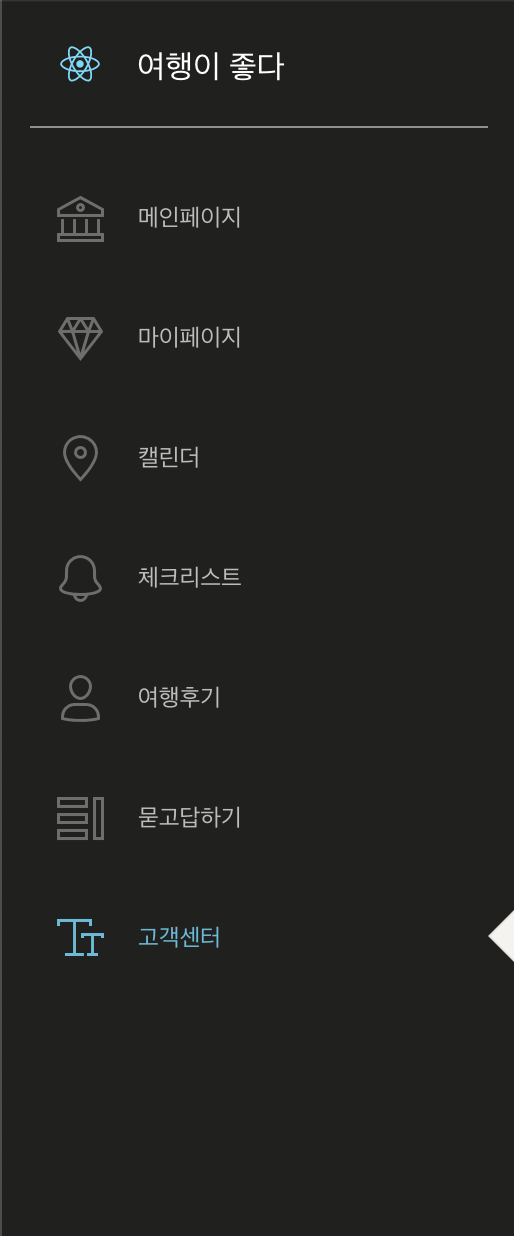 여행이 좋다
메인페이지
마이페이지
캘린더
체크리스트
여행후기
묻고답하기
고객센터